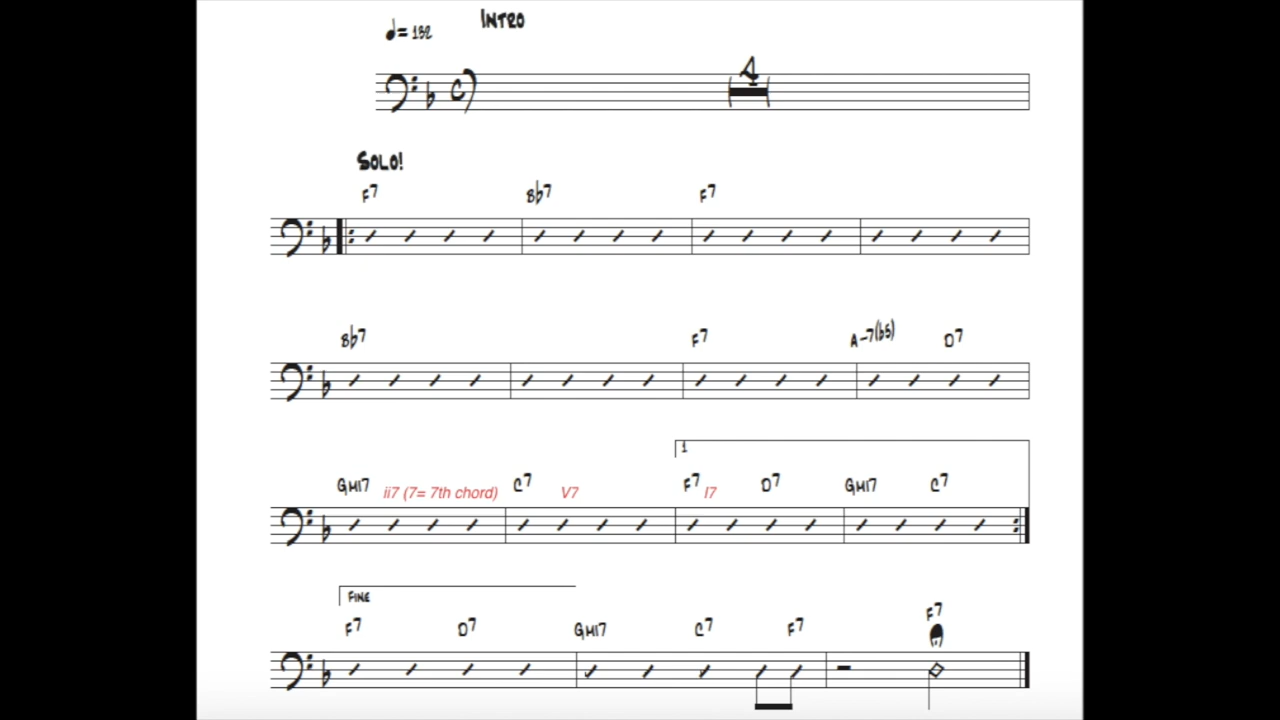 ♩= 132 INTRO
4
SOLO!
F7 Bb7 F7
Bb7 F7 A-7(b5) D7
1
GMI7 ii7 (7= 7th chord) C7 V7 F7 I7 D7 GMI7 C7
FINE
F7 D7 GMI7 C7 F7 F7